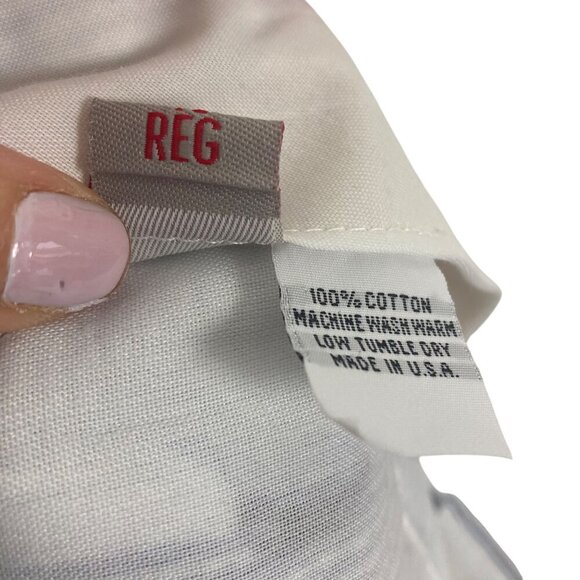 REG
100% COTTON
MACHINE WASH WARM
LOW TUMBLE DRY
MADE IN U.S.A.